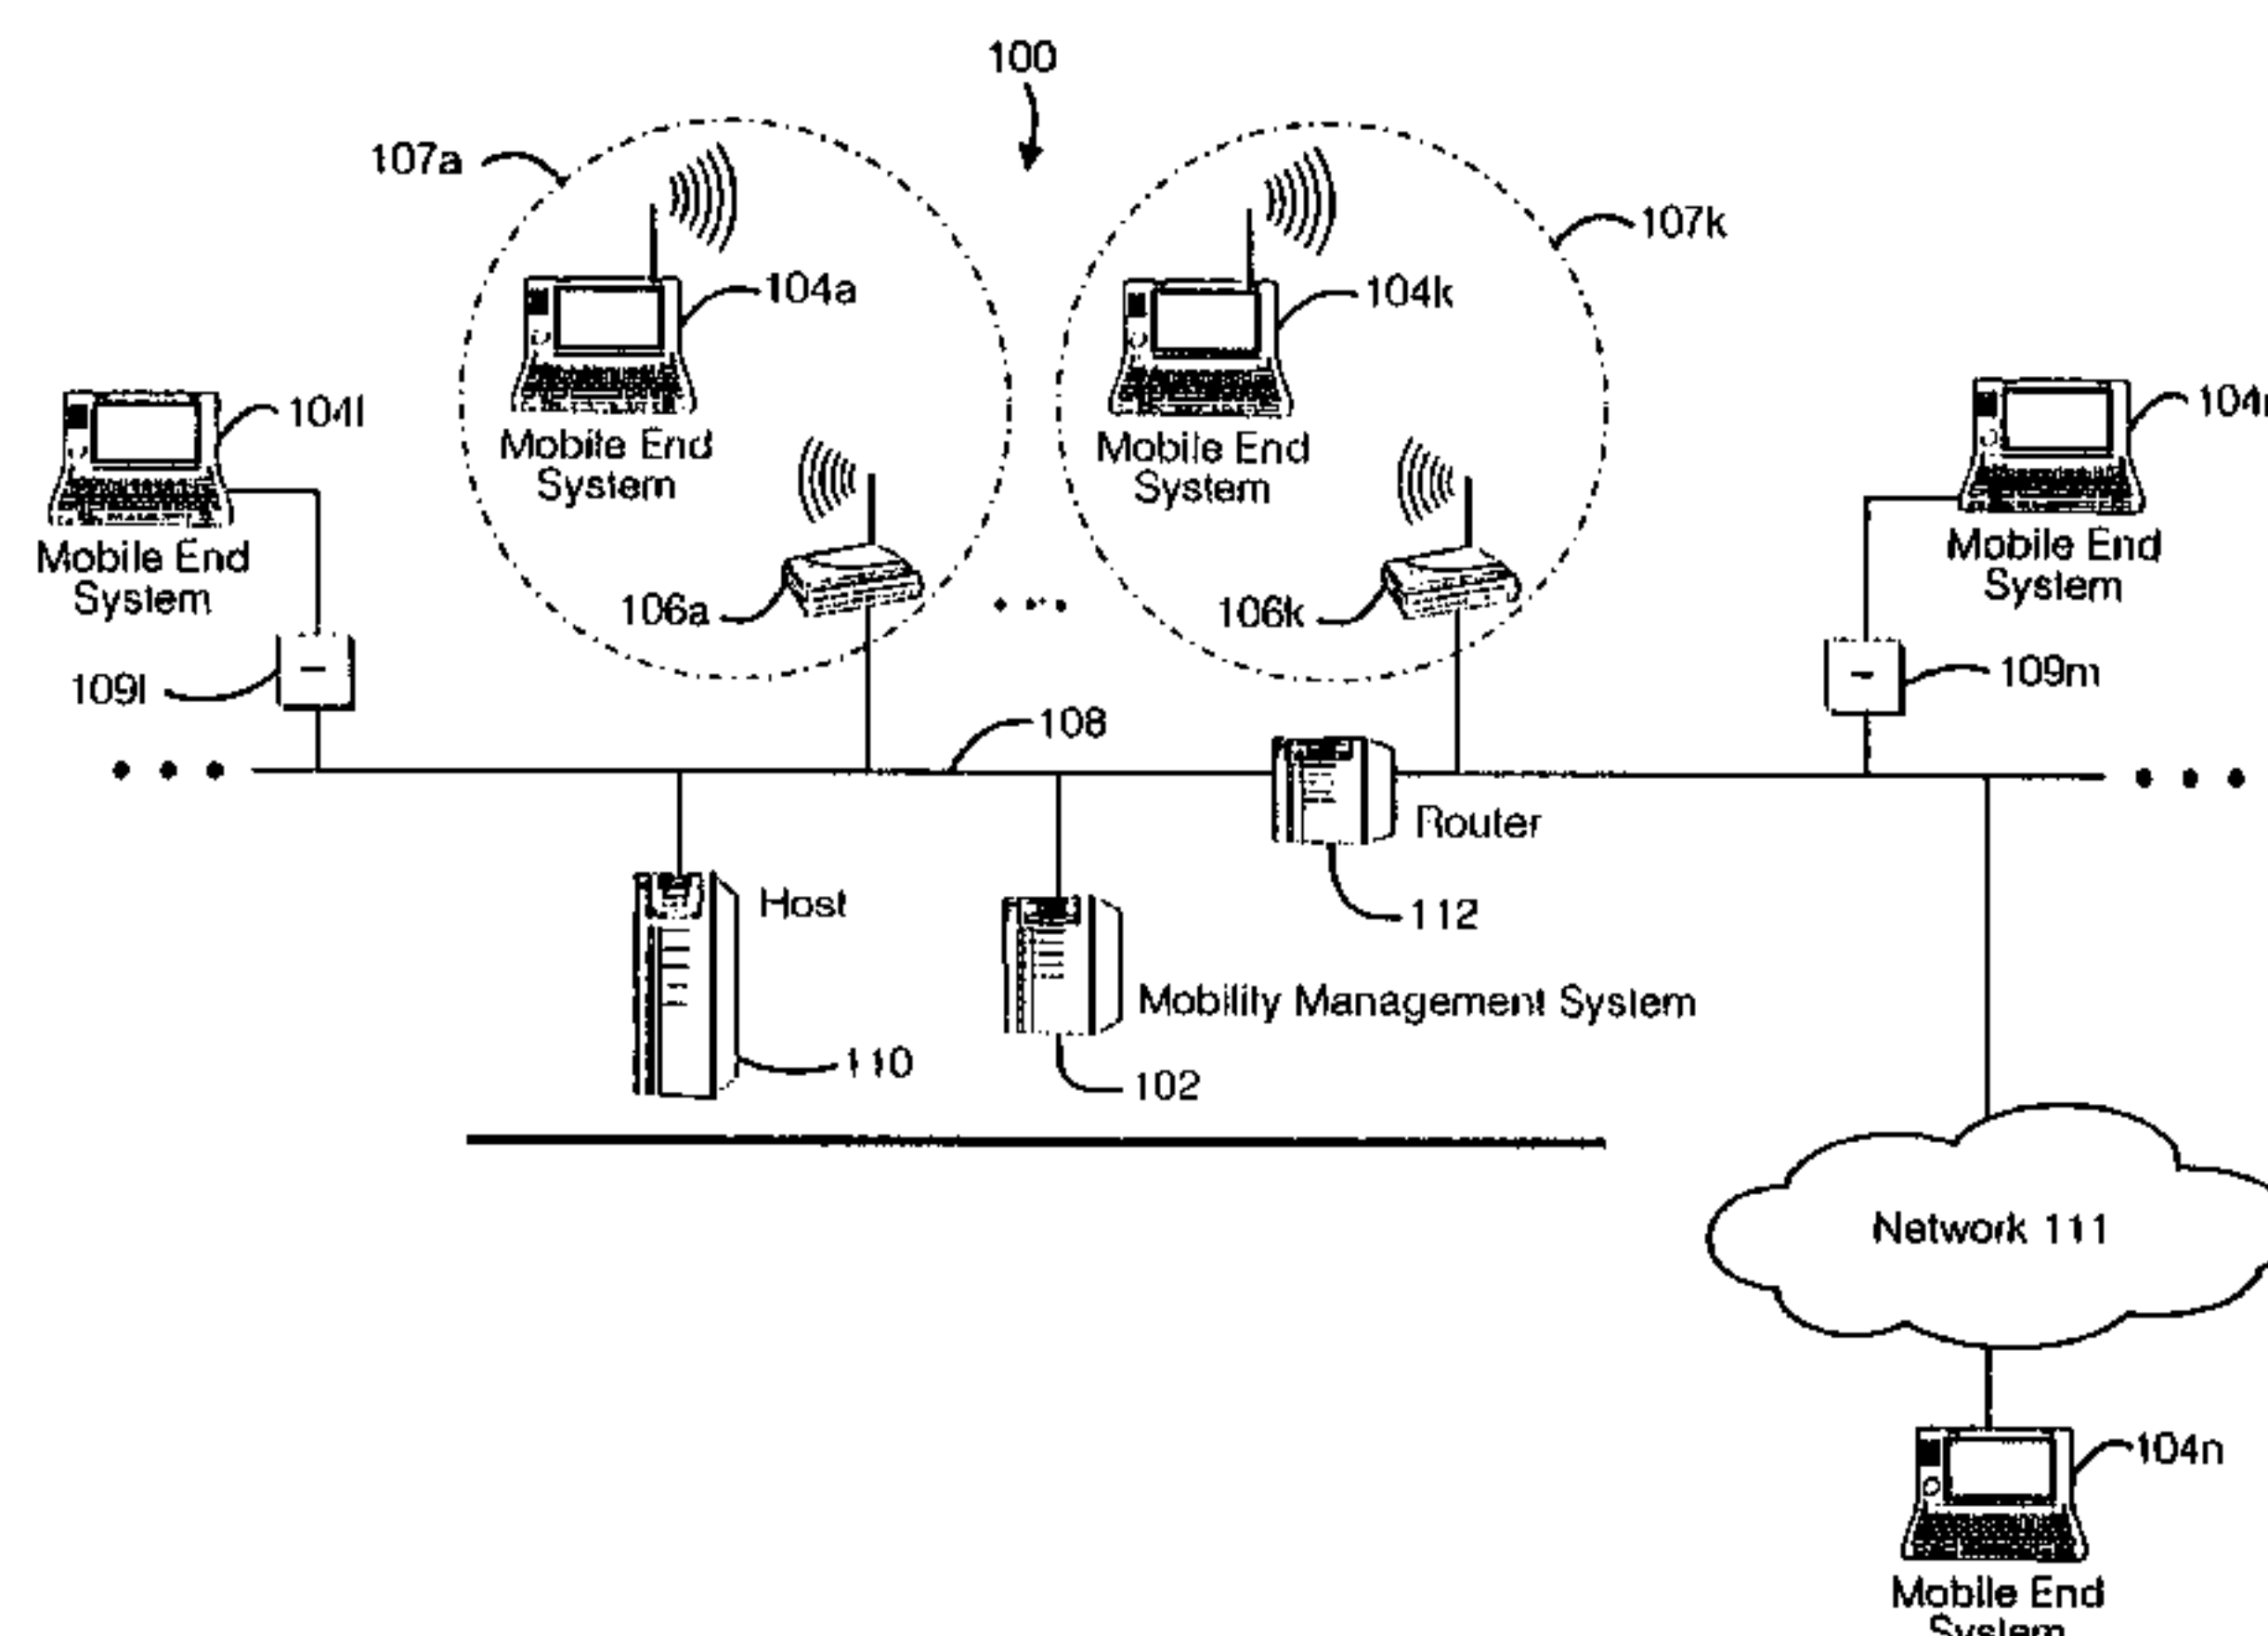 100
107a
107k
104a
104k
104l
Mobile End
System
Mobile End
System
Mobile End
System
Mobile End
System
106a
106k
109l
109m
108
Router
Host
112
Mobility Management System
110
102
Network 111
104n
Mobile End
System